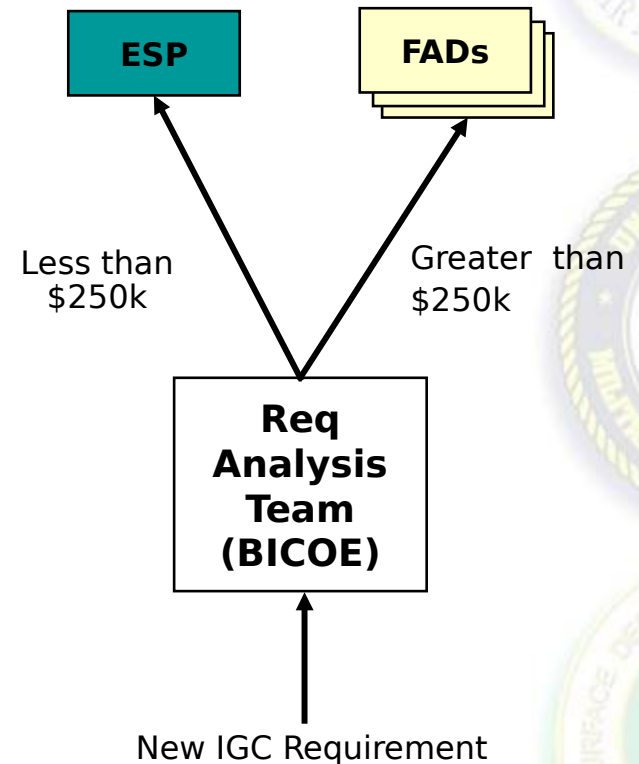 ESP
FADs
Less than
$250k
Greater than
$250k
Req
Analysis
Team
(BICOE)
New IGC Requirement